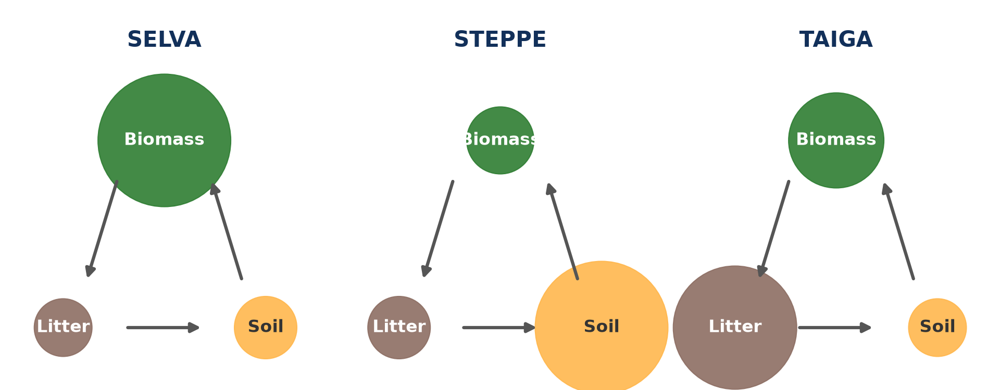 SELVA
Biomass
Litter
Soil
STEPPE
Biomass
Litter
Soil
TAIGA
Biomass
Litter
Soil